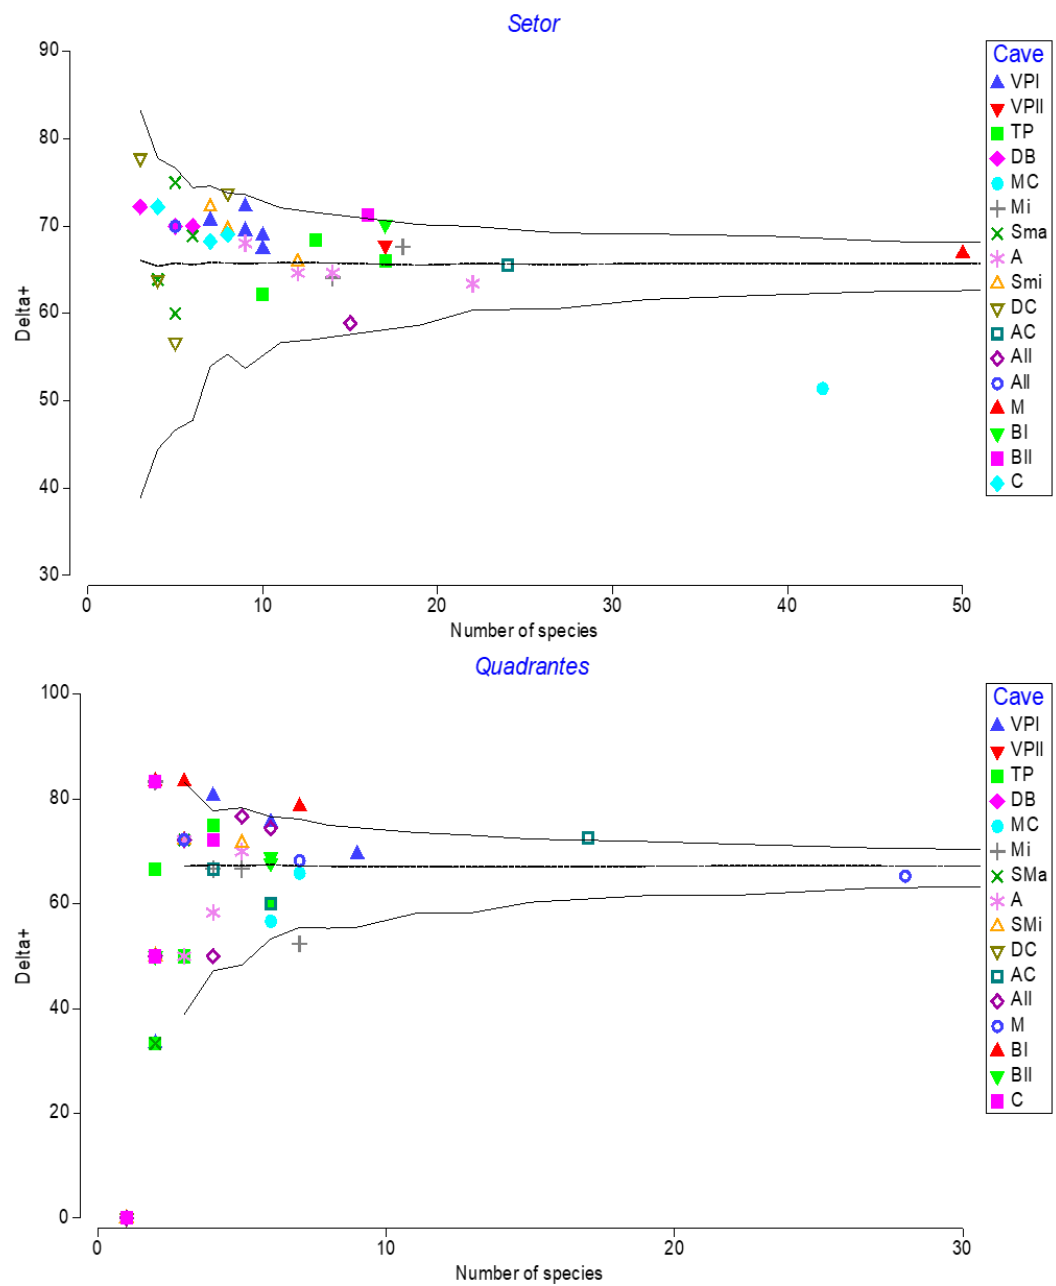 Setor
90
80
70
60
50
40
30
Delta+
0
10
20
30
40
50
Number of species
Cave
VPI
VPII
TP
DB
MC
Mi
Sma
A
Smi
DC
AC
AII
AII
M
BI
BII
C
Quadrantes
100
80
60
40
20
0
Delta+
0
10
20
30
Number of species
Cave
VPI
VPII
TP
DB
MC
Mi
SMa
A
SMi
DC
AC
AII
M
BI
BII
C